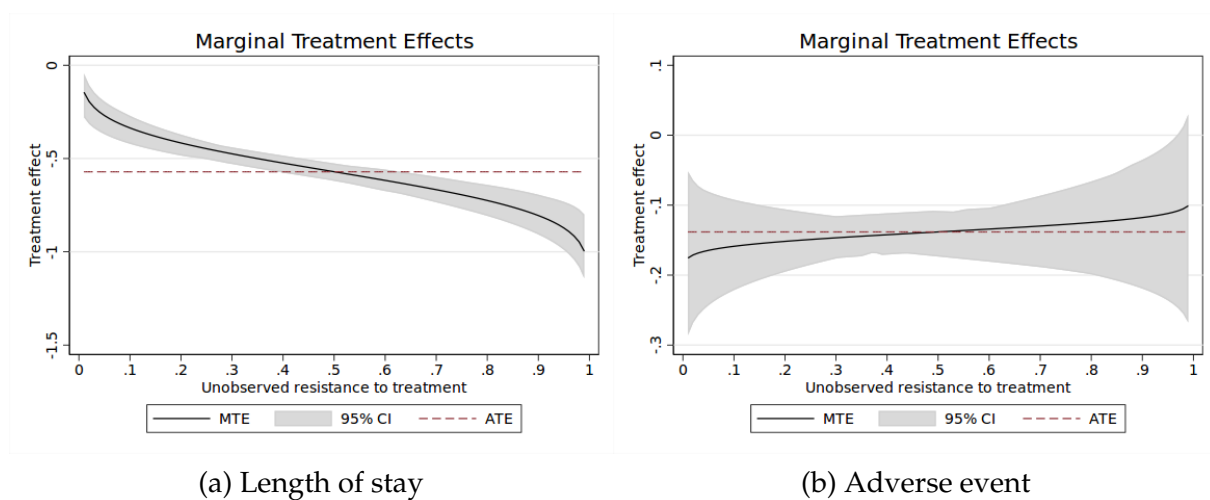 Marginal Treatment Effects
Treatment effect
0
-.5
-1
-1.5
0 .1 .2 .3 .4 .5 .6 .7 .8 .9 1
Unobserved resistance to treatment
MTE 95% CI ATE
(a) Length of stay
Marginal Treatment Effects
Treatment effect
.1
0
-.1
-.2
-.3
0 .1 .2 .3 .4 .5 .6 .7 .8 .9 1
Unobserved resistance to treatment
MTE 95% CI ATE
(b) Adverse event